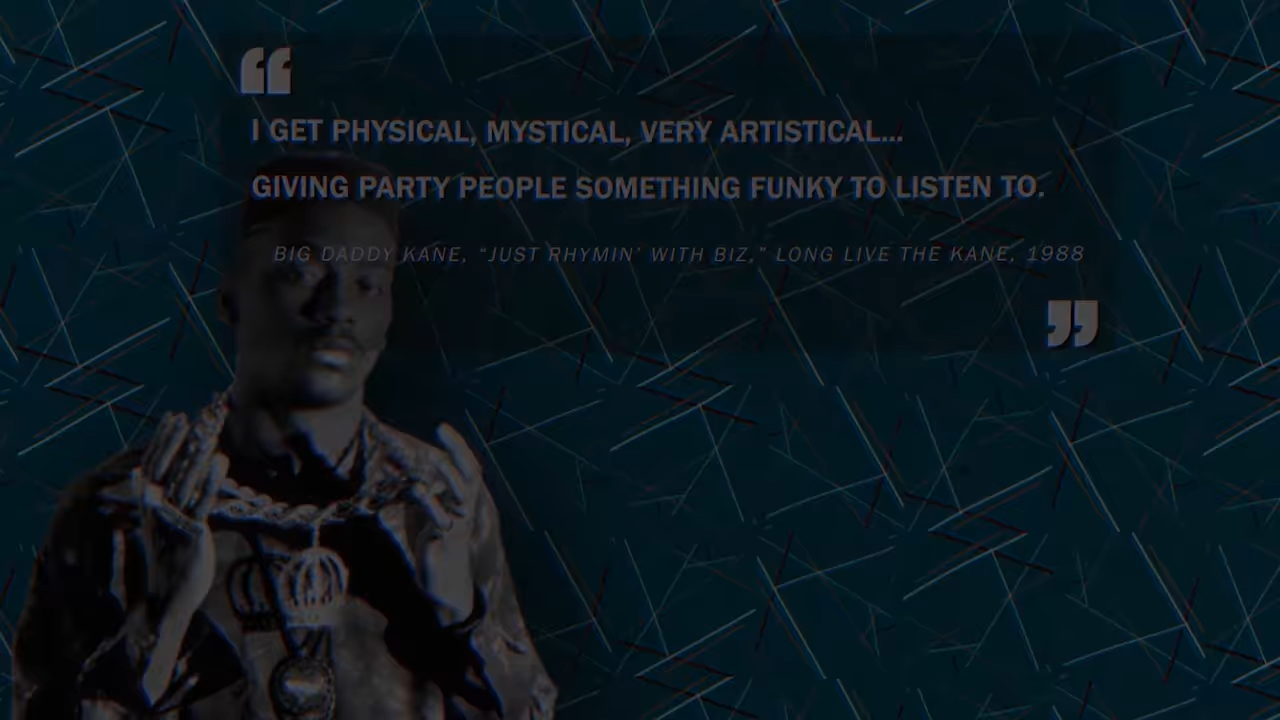 “
I GET PHYSICAL, MYSTICAL, VERY ARTISTICAL...
GIVING PARTY PEOPLE SOMETHING FUNKY TO LISTEN TO.
BIG DADDY KANE, “JUST RHYMIN’ WITH BIZ,” LONG LIVE THE KANE, 1988
”